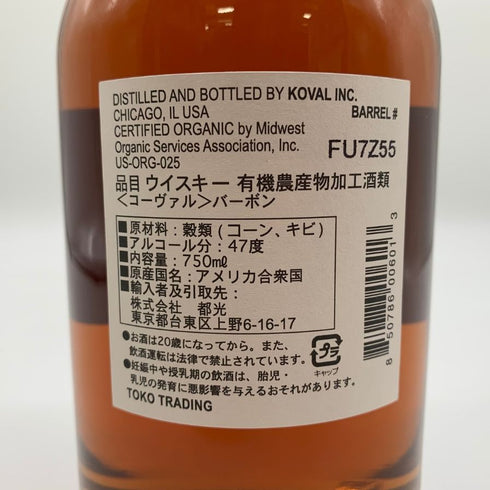 DISTILLED AND BOTTLED BY KOVAL INC.
CHICAGO, IL USA
BARREL #
CERTIFIED ORGANIC by Midwest
Organic Services Association, Inc.
FU7Z55
US-ORG-025
品目 ウイスキー 有機農産物加工酒類
<コーヴァル>バーボン
■原材料：穀類(コーン、キビ)
■アルコール分：47度
■内容量：750mℓ
■原産国名：アメリカ合衆国
■輸入者及引取先：
株式会社 都光
東京都台東区上野6-16-17
●お酒は20歳になってから。また、
飲酒運転は法律で禁止されています。
●妊娠中や授乳期の飲酒は、胎児・
乳児の発育に悪影響を与えるおそれがあります。
TOKO TRADING
プラ
キャップ
8 50786 00601 3